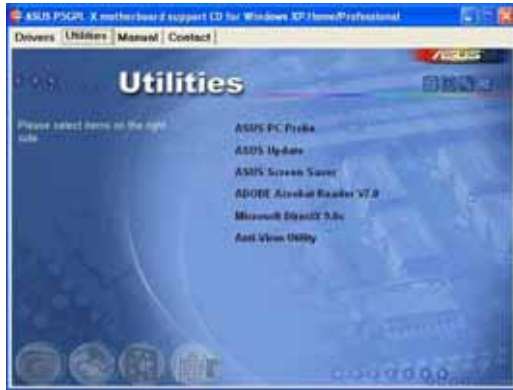 ASUS P5GPL-X motherboard support CD for Windows XP Home/Professional
Drivers Utilities Manual Contact
ASUS
Utilities
Please select items on the right side
ASUS PC Probe
ASUS Update
ASUS Screen Saver
ADOBE Acrobat Reader V7.0
Microsoft DirectX 9.0c
Anti-Virus Utility